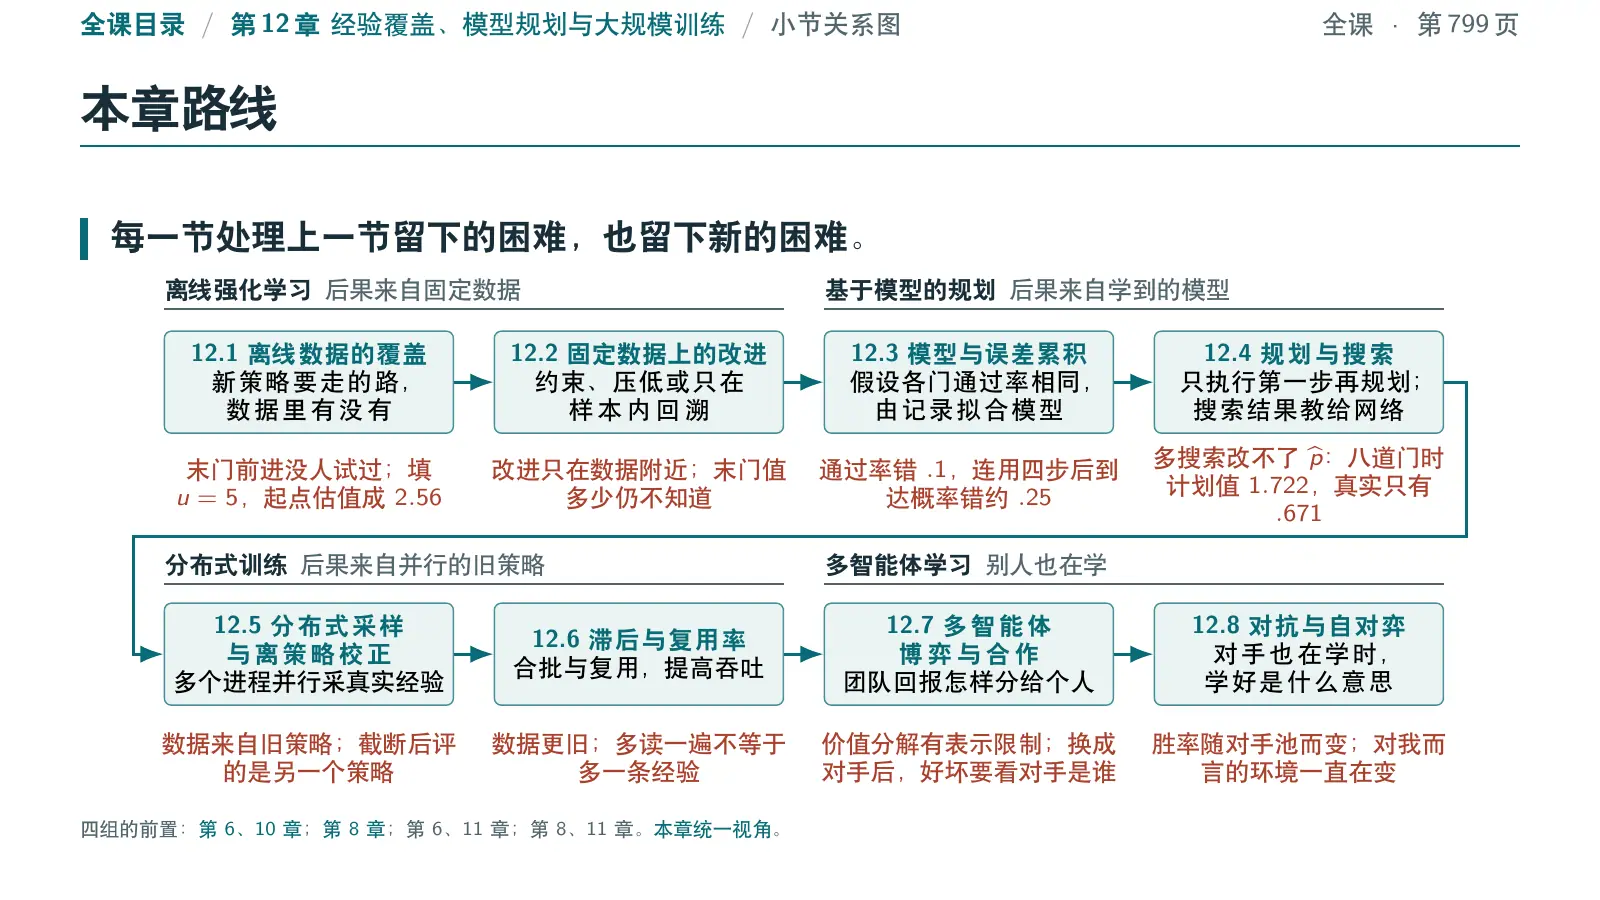 全课目录 / 第 12 章 经验覆盖、模型规划与大规模训练 / 小节关系图
全课 · 第 799 页
本章路线
每一节处理上一节留下的困难，也留下新的困难。
离线强化学习 后果来自固定数据
基于模型的规划 后果来自学到的模型
12.1 离线数据的覆盖
新策略要走的路，
数据里有没有
12.2 固定数据上的改进
约束、压低或只在
样本内回溯
12.3 模型与误差累积
假设各门通过率相同，
由记录拟合模型
12.4 规划与搜索
只执行第一步再规划；
搜索结果教给网络
末门前进没人试过；填
u = 5，起点估值成 2.56
改进只在数据附近；末门值
多少仍不知道
通过率错 .1，连用四步后到
达概率错约 .25
多搜索改不了 p̂：八道门时
计划值 1.722，真实只有
.671
分布式训练 后果来自并行的旧策略
多智能体学习 别人也在学
12.5 分布式采样
与离策略校正
多个进程并行采真实经验
12.6 滞后与复用率
合批与复用，提高吞吐
12.7 多智能体
博弈与合作
团队回报怎样分给个人
12.8 对抗与自对弈
对手也在学时，
学好是什么意思
数据来自旧策略；截断后评
的是另一个策略
数据更旧；多读一遍不等于
多一条经验
价值分解有表示限制；换成
对手后，好坏要看对手是谁
胜率随对手池而变；对我而
言的环境一直在变
四组的前置：第 6、10 章；第 8 章；第 6、11 章；第 8、11 章。本章统一视角。